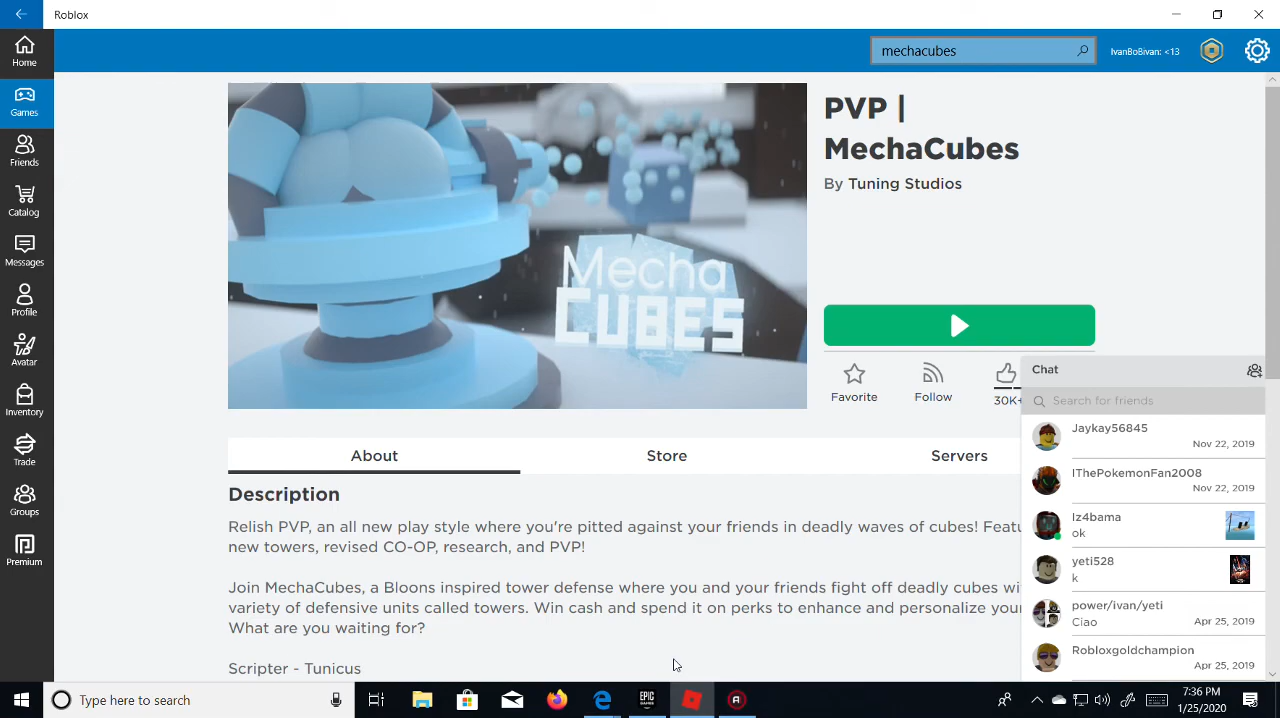 Roblox
mechacubes
IvanBoBivan: <13
Home
Games
Friends
Catalog
Messages
Profile
Avatar
Inventory
Trade
Groups
Premium
Mecha
CUBES
PVP |
MechaCubes
By Tuning Studios
Favorite
Follow
30K+
About
Store
Servers
Description
Relish PVP, an all new play style where you're pitted against your friends in deadly waves of cubes! Featu
new towers, revised CO-OP, research, and PVP!
Join MechaCubes, a Bloons inspired tower defense where you and your friends fight off deadly cubes wi
variety of defensive units called towers. Win cash and spend it on perks to enhance and personalize your
What are you waiting for?
Scripter - Tunicus
Chat
Search for friends
Jaykay56845
Nov 22, 2019
IThePokemonFan2008
Nov 22, 2019
Iz4bama
ok
yeti528
k
power/ivan/yeti
Ciao
Apr 25, 2019
Robloxgoldchampion
Apr 25, 2019
Type here to search
EPIC
GAMES
7:36 PM
1/25/2020